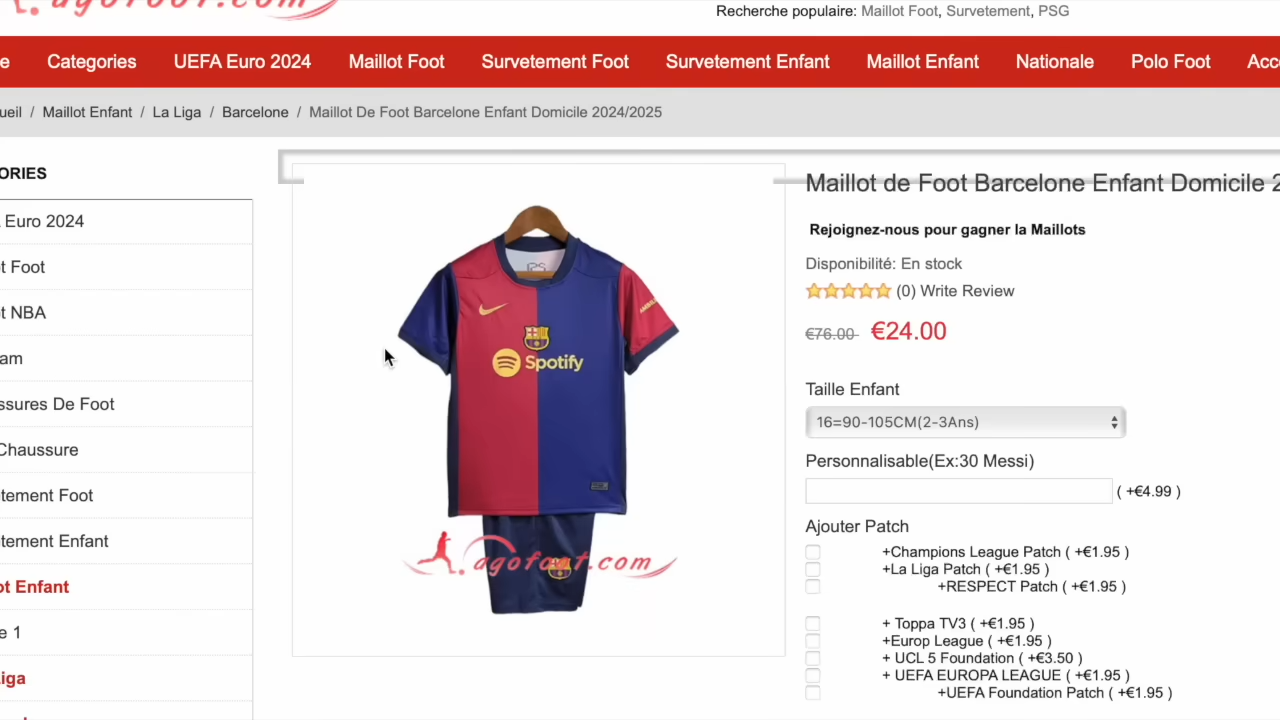 agofoot.com
Recherche populaire: Maillot Foot, Survetement, PSG
e Categories UEFA Euro 2024 Maillot Foot Survetement Foot Survetement Enfant Maillot Enfant Nationale Polo Foot Acc
ueil / Maillot Enfant / La Liga / Barcelone / Maillot De Foot Barcelone Enfant Domicile 2024/2025
ORIES
Euro 2024
t Foot
t NBA
am
ssures De Foot
Chaussure
tement Foot
tement Enfant
ot Enfant
e 1
iga
Spotify
agofoot.com
Maillot de Foot Barcelone Enfant Domicile 2
Rejoignez-nous pour gagner la Maillots
Disponibilité: En stock
(0) Write Review
€76.00 €24.00
Taille Enfant
16=90-105CM(2-3Ans)
Personnalisable(Ex:30 Messi)
( +€4.99 )
Ajouter Patch
+Champions League Patch ( +€1.95 )
+La Liga Patch ( +€1.95 )
+RESPECT Patch ( +€1.95 )
+ Toppa TV3 ( +€1.95 )
+Europ League ( +€1.95 )
+ UCL 5 Foundation ( +€3.50 )
+ UEFA EUROPA LEAGUE ( +€1.95 )
+UEFA Foundation Patch ( +€1.95 )